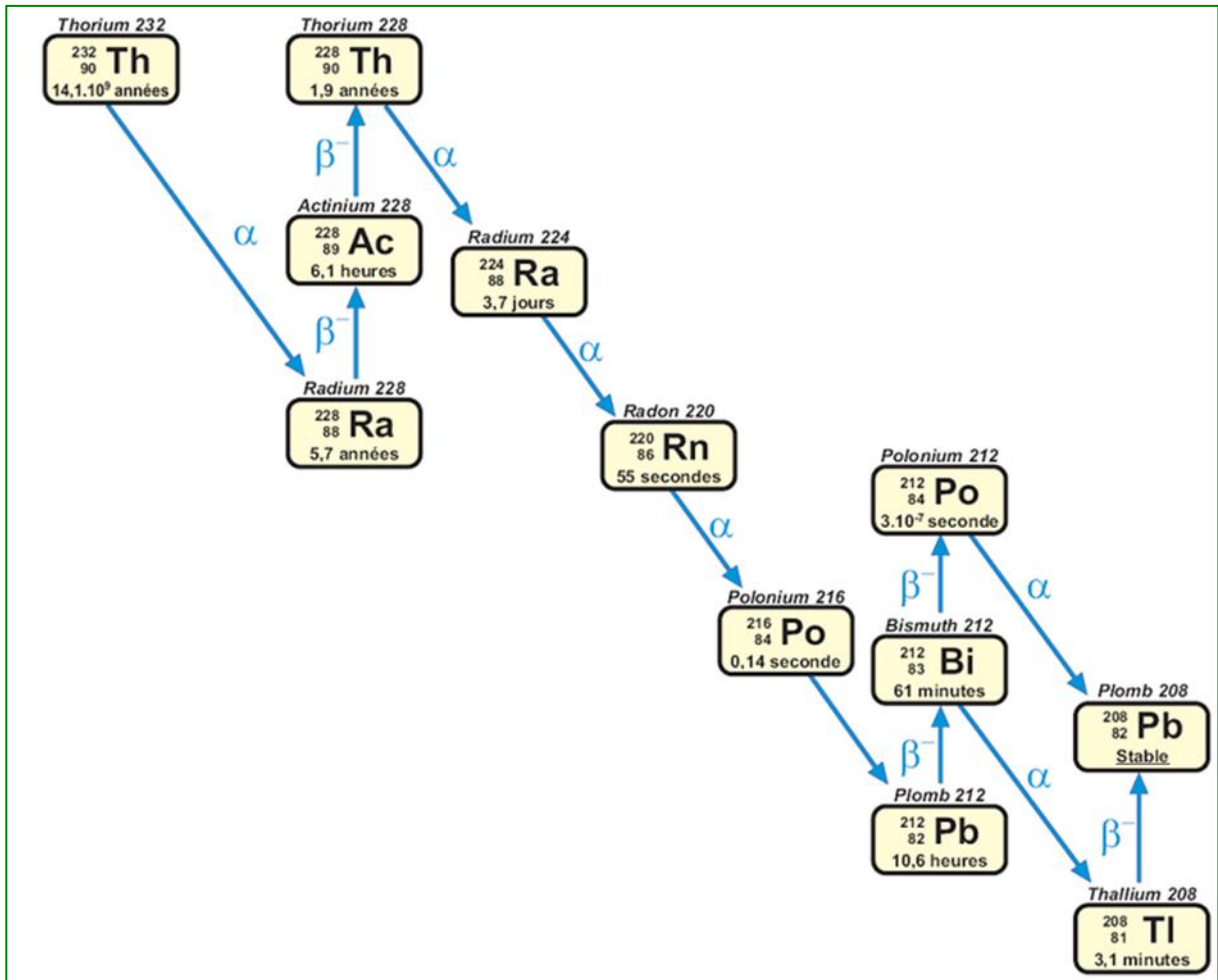 Thorium 232
232
90 Th
14,1.10⁹ années
Thorium 228
228
90 Th
1,9 années
β⁻
α
α
Actinium 228
228
89 Ac
6,1 heures
Radium 224
224
88 Ra
3,7 jours
β⁻
α
Radium 228
228
88 Ra
5,7 années
Radon 220
220
86 Rn
55 secondes
α
Polonium 212
212
84 Po
3.10⁻⁷ seconde
β⁻
α
Polonium 216
216
84 Po
0,14 seconde
Bismuth 212
212
83 Bi
61 minutes
Plomb 208
208
82 Pb
Stable
β⁻
α
Plomb 212
212
82 Pb
10,6 heures
β⁻
Thallium 208
208
81 Tl
3,1 minutes